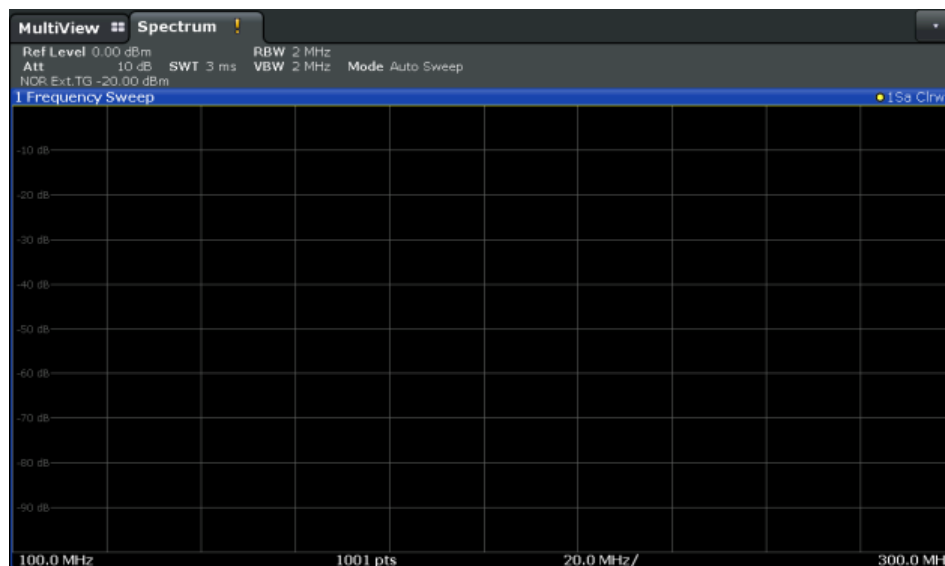 MultiView Spectrum !
Ref Level 0.00 dBm RBW 2 MHz
Att 10 dB SWT 3 ms VBW 2 MHz Mode Auto Sweep
NOR Ext.TG -20.00 dBm
1 Frequency Sweep 1Sa Clrw
-10 dB
-20 dB
-30 dB
-40 dB
-50 dB
-60 dB
-70 dB
-80 dB
-90 dB
100.0 MHz 1001 pts 20.0 MHz/ 300.0 MH